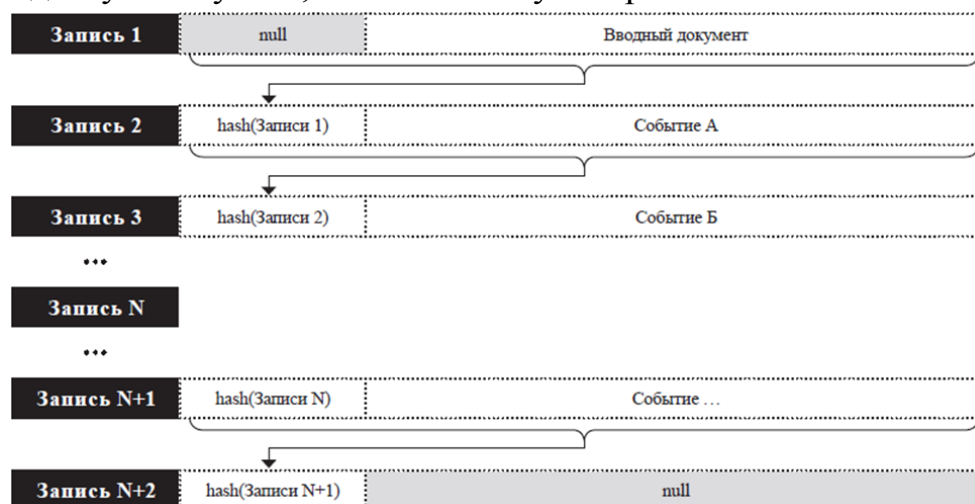 Запись 1 null Вводный документ
Запись 2 hash(Записи 1) Событие А
Запись 3 hash(Записи 2) Событие Б
...
Запись N
...
Запись N+1 hash(Записи N) Событие ...
Запись N+2 hash(Записи N+1) null